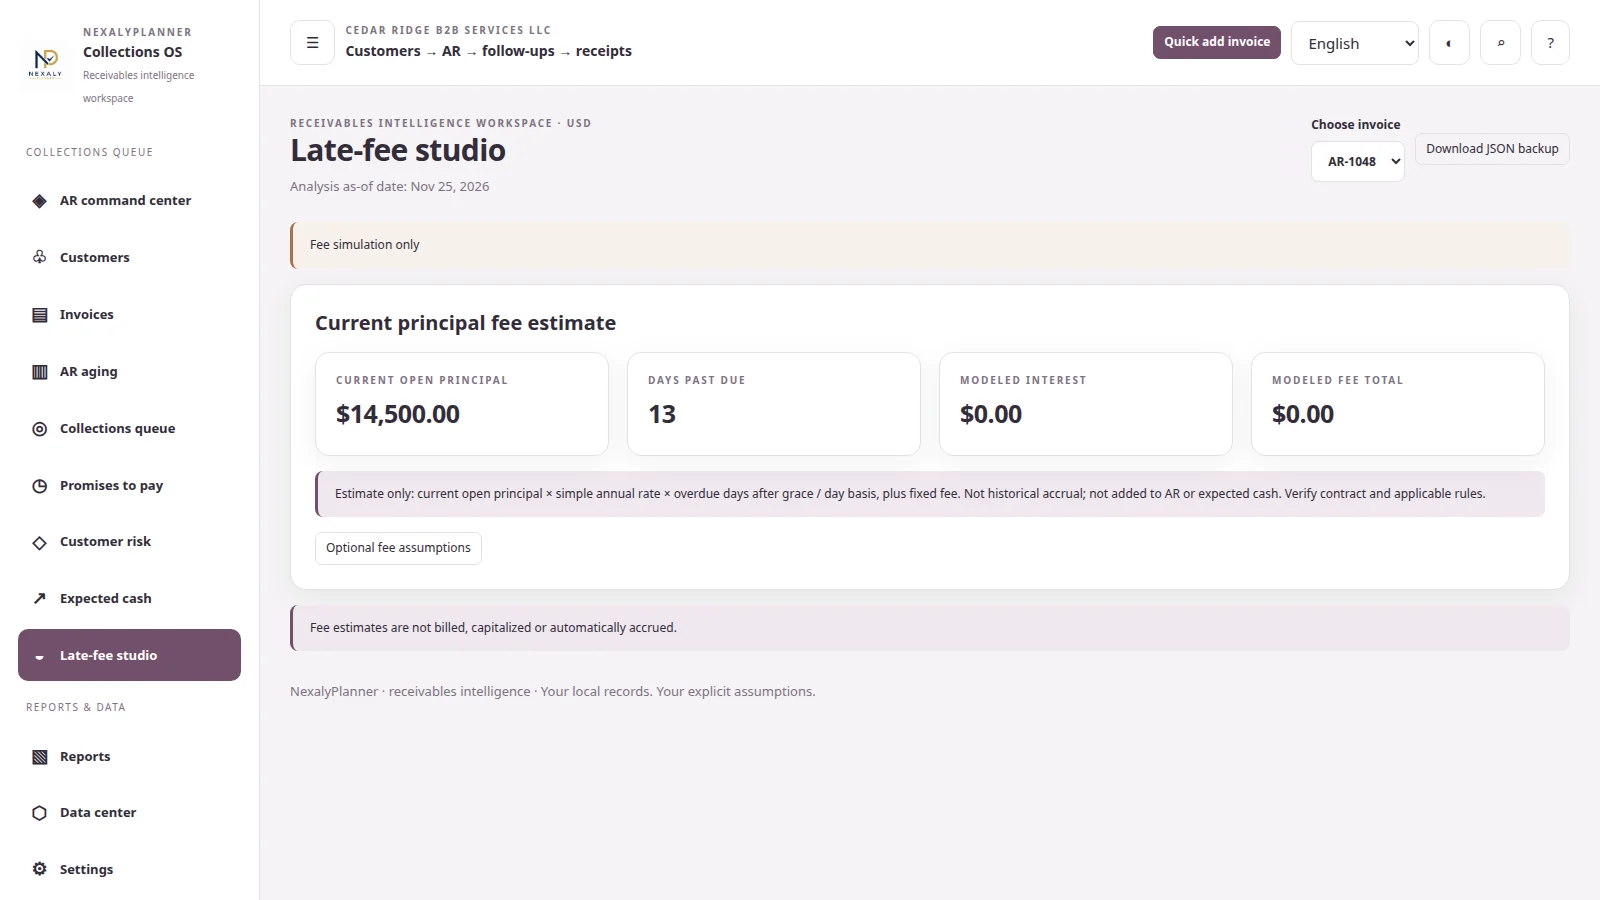 NEXALYPLANNER
Collections OS
Receivables intelligence
workspace
NEXALY
COLLECTIONS QUEUE
AR command center
Customers
Invoices
AR aging
Collections queue
Promises to pay
Customer risk
Expected cash
Late-fee studio
REPORTS & DATA
Reports
Data center
Settings
CEDAR RIDGE B2B SERVICES LLC
Customers → AR → follow-ups → receipts
Quick add invoice
English
?
RECEIVABLES INTELLIGENCE WORKSPACE · USD
Late-fee studio
Analysis as-of date: Nov 25, 2026
Choose invoice
AR-1048
Download JSON backup
Fee simulation only
Current principal fee estimate
CURRENT OPEN PRINCIPAL
$14,500.00
DAYS PAST DUE
13
MODELED INTEREST
$0.00
MODELED FEE TOTAL
$0.00
Estimate only: current open principal × simple annual rate × overdue days after grace / day basis, plus fixed fee. Not historical accrual; not added to AR or expected cash. Verify contract and applicable rules.
Optional fee assumptions
Fee estimates are not billed, capitalized or automatically accrued.
NexalyPlanner · receivables intelligence · Your local records. Your explicit assumptions.